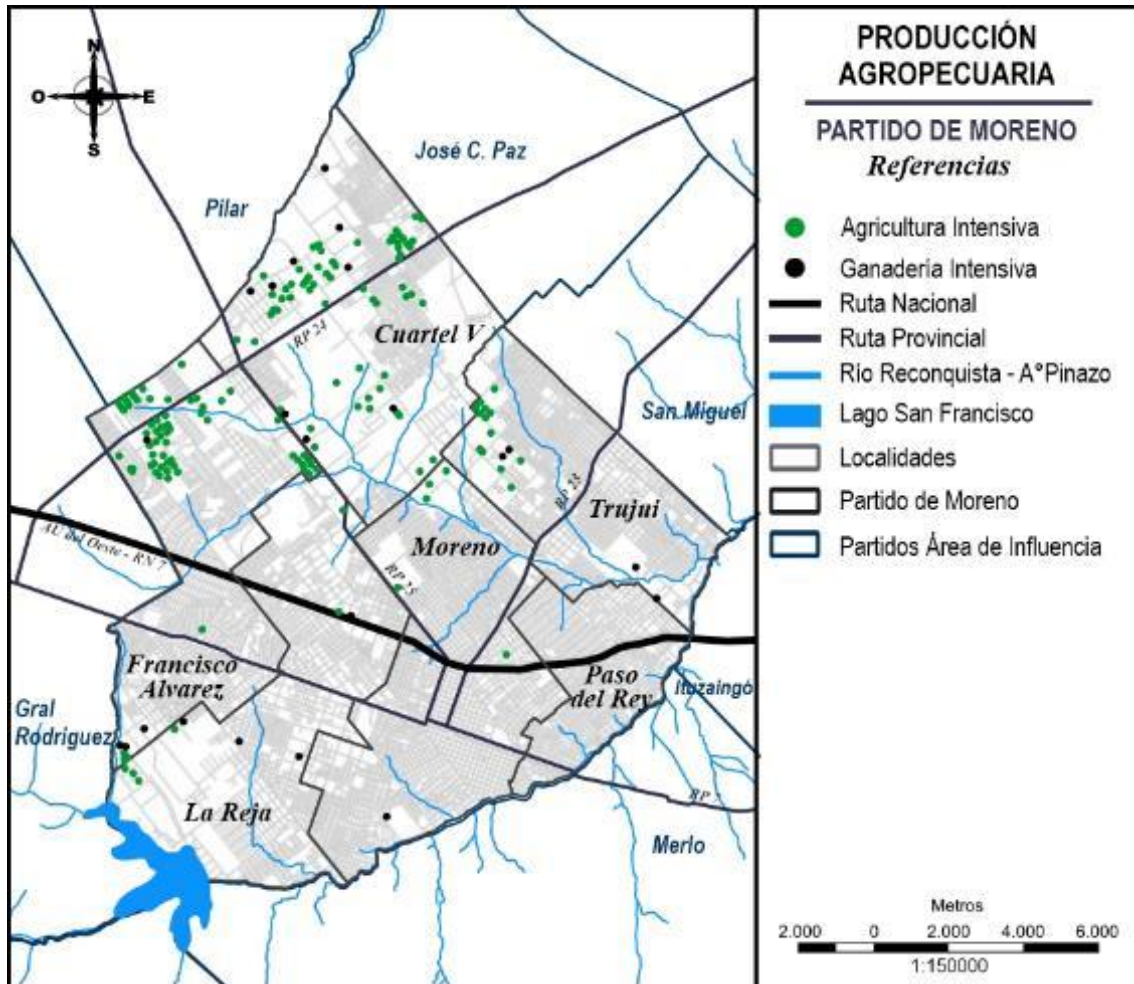 N
O
E
S
José C. Paz
Pilar
RP 24
Cuartel V
San Miguel
RP 23
Trujui
AU del Oeste - RN 7
Moreno
RP 25
Francisco
Alvarez
Paso
del Rey
Ituzaingó
Gral
Rodriguez
La Reja
RP 7
Merlo
PRODUCCIÓN
AGROPECUARIA
PARTIDO DE MORENO
Referencias
Agricultura Intensiva
Ganadería Intensiva
Ruta Nacional
Ruta Provincial
Río Reconquista - A°Pinazo
Lago San Francisco
Localidades
Partido de Moreno
Partidos Área de Influencia
Metros
2.000 0 2.000 4.000 6.000
1:150000